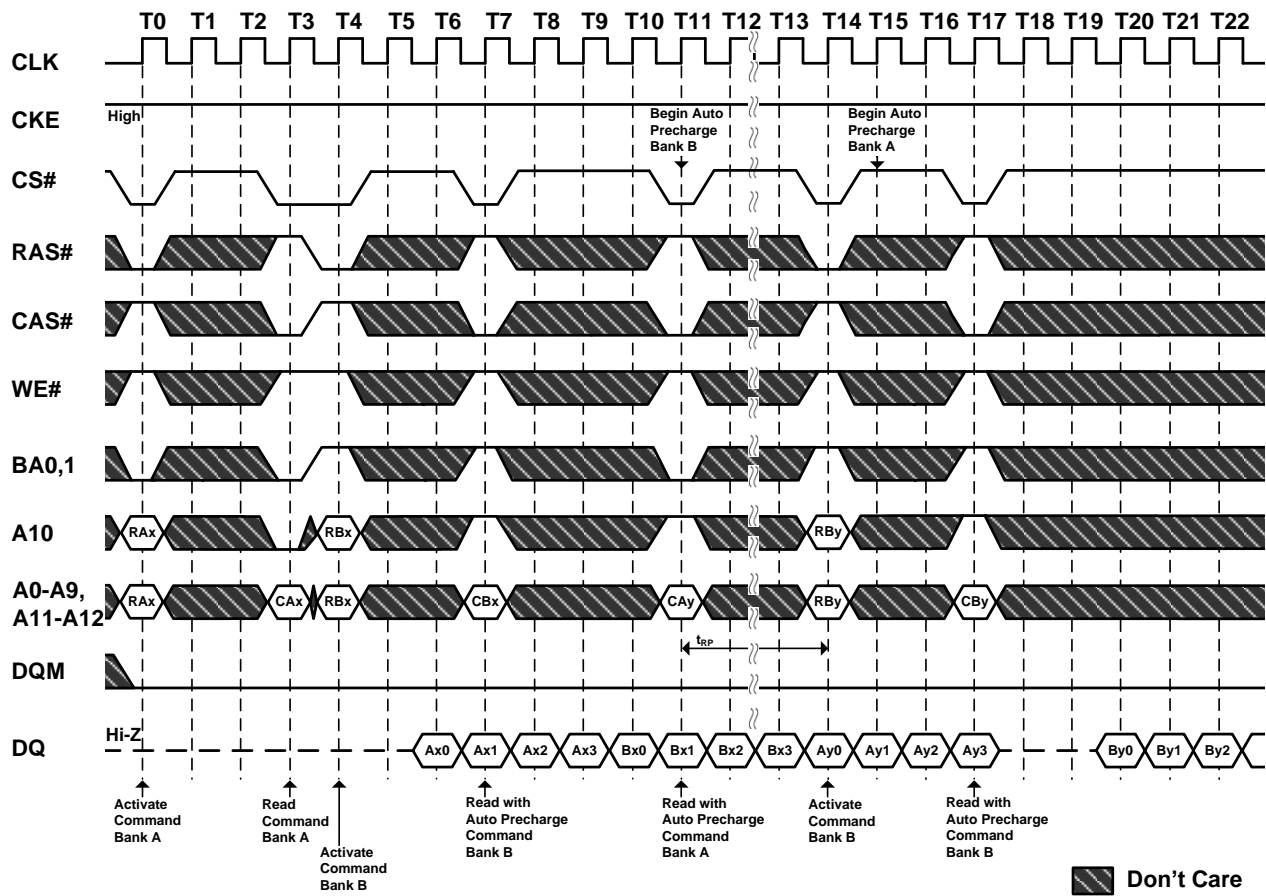 T0 T1 T2 T3 T4 T5 T6 T7 T8 T9 T10 T11 T12 T13 T14 T15 T16 T17 T18 T19 T20 T21 T22
CLK
CKE
High
Begin Auto
Precharge
Bank B
Begin Auto
Precharge
Bank A
CS#
RAS#
CAS#
WE#
BA0,1
A10
RAx RBx RBy
A0-A9,
A11-A12
RAx CAx RBx CBx CAy RBy CBy
tRP
DQM
DQ
Hi-Z
Ax0 Ax1 Ax2 Ax3 Bx0 Bx1 Bx2 Bx3 Ay0 Ay1 Ay2 Ay3 By0 By1 By2
Activate
Command
Bank A
Read
Command
Bank A
Activate
Command
Bank B
Read with
Auto Precharge
Command
Bank B
Read with
Auto Precharge
Command
Bank A
Activate
Command
Bank B
Read with
Auto Precharge
Command
Bank B
Don't Care